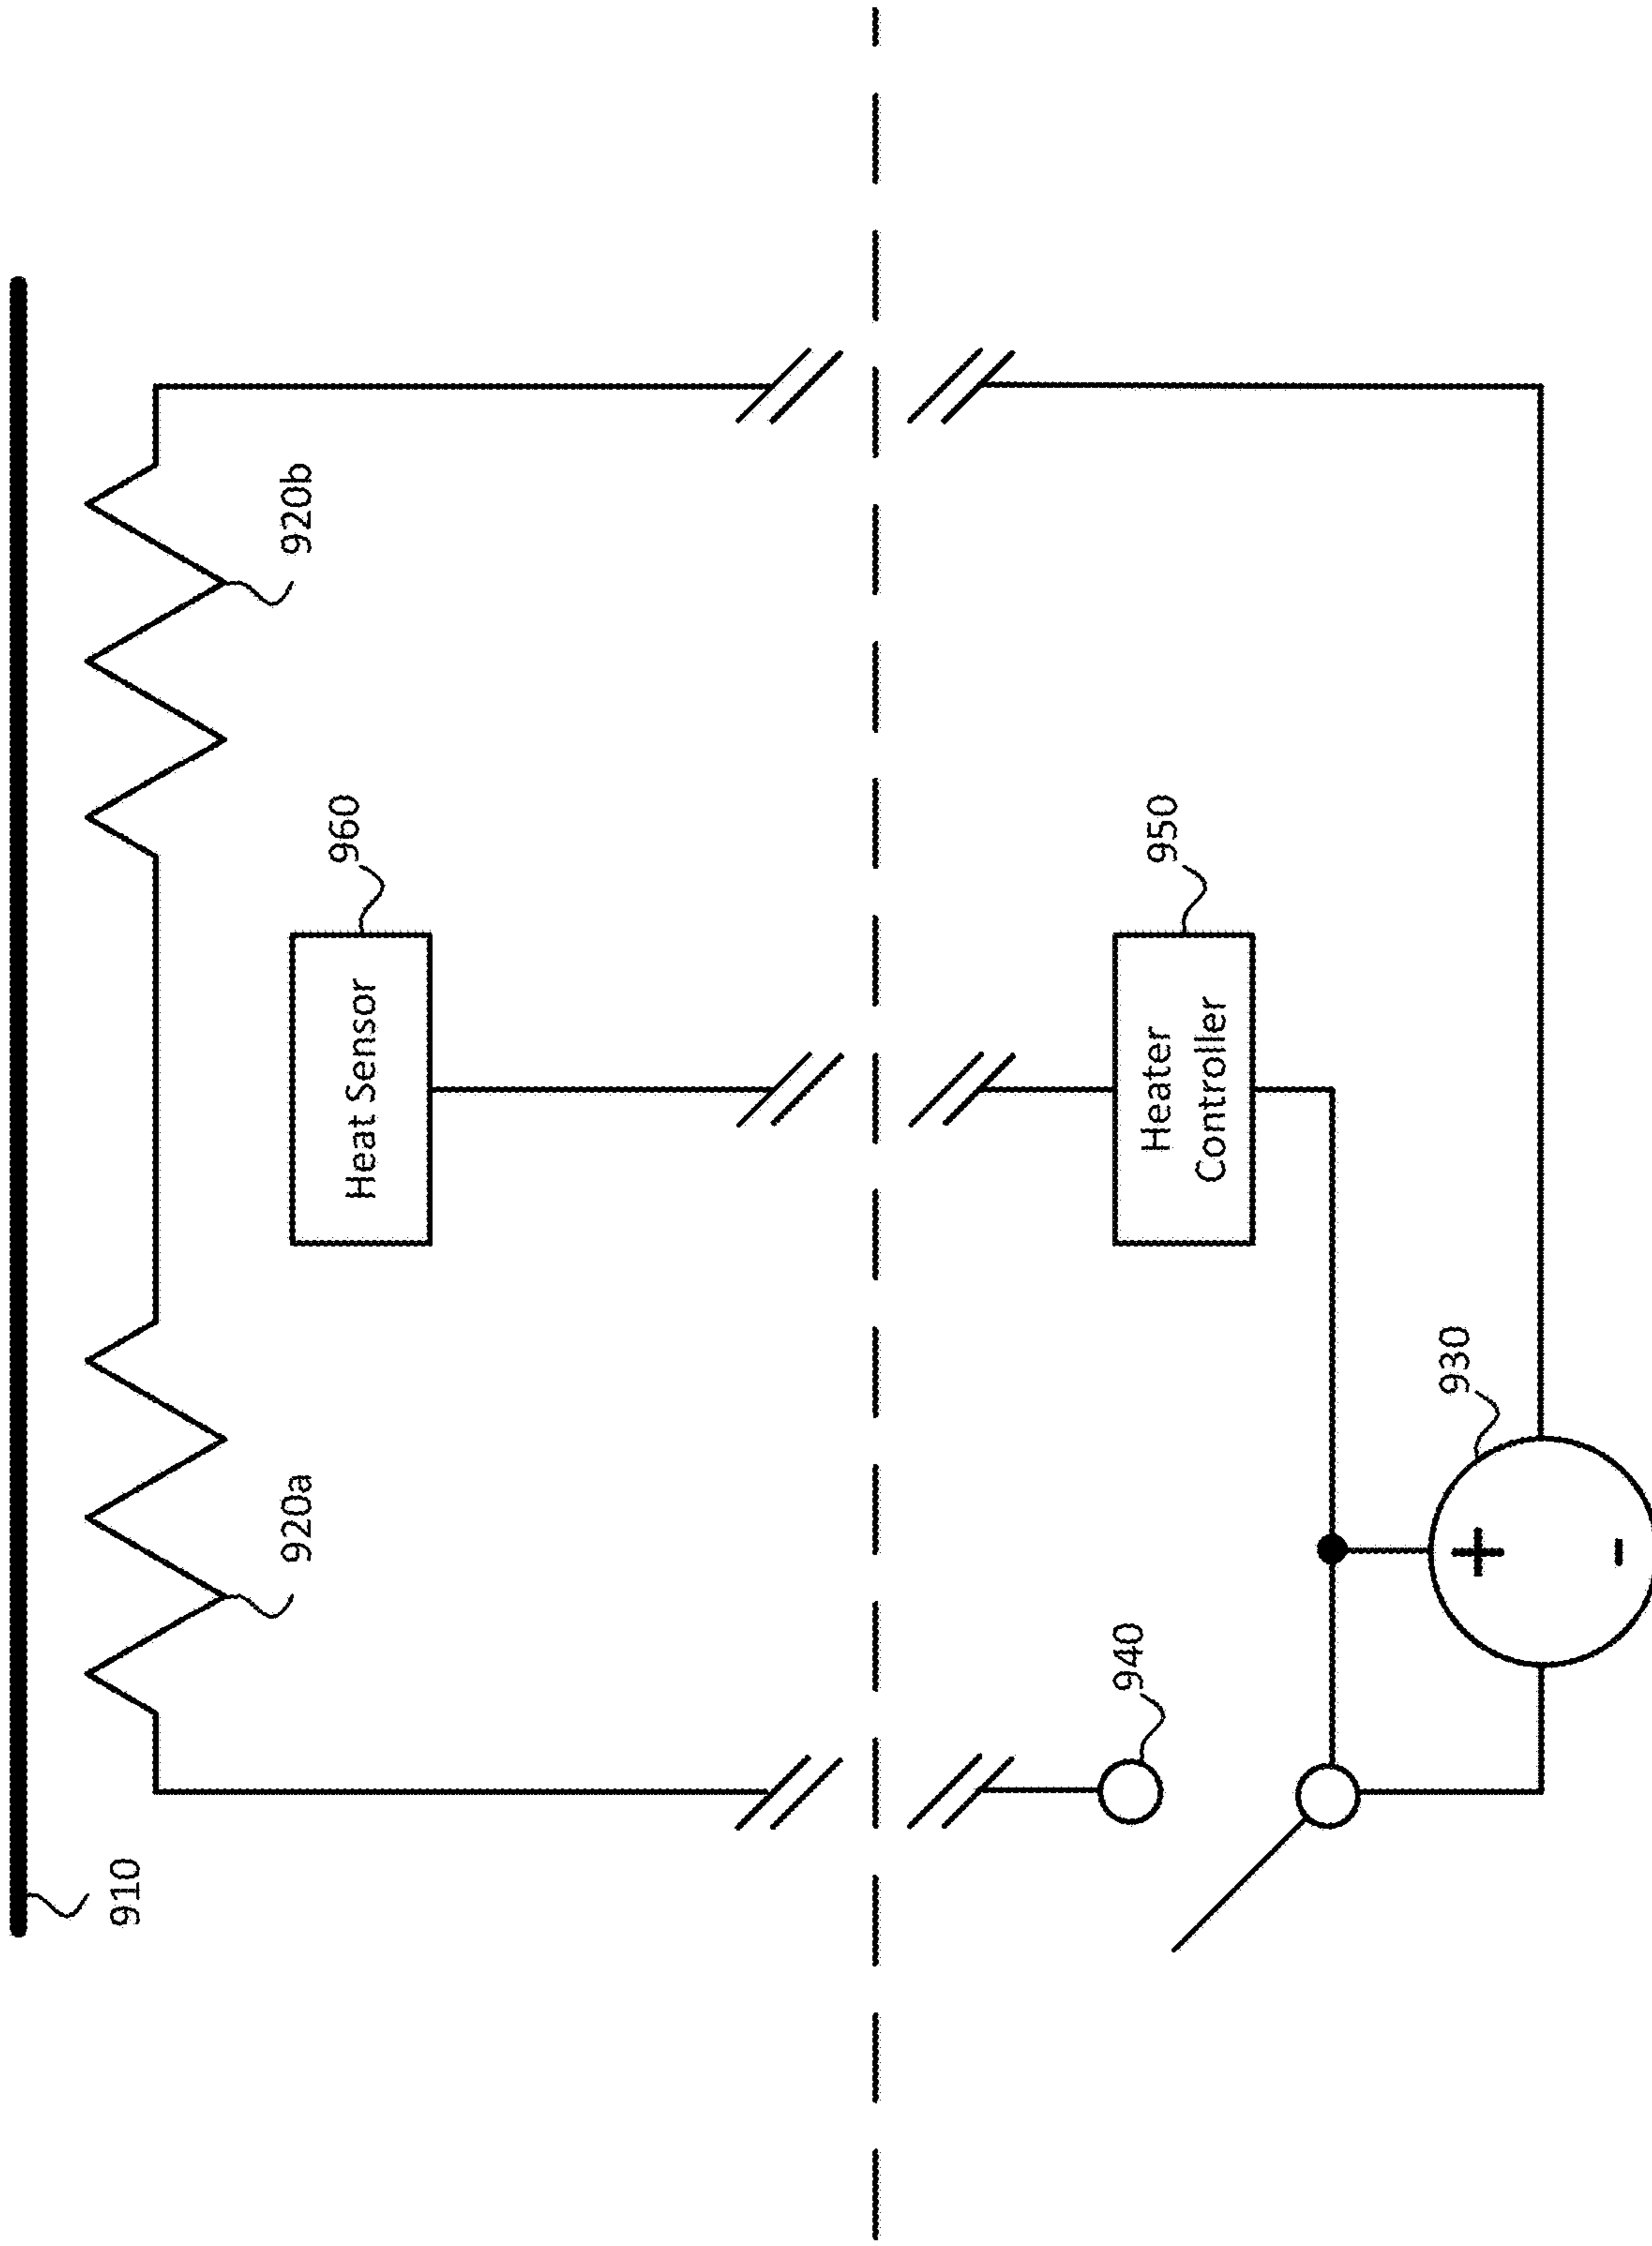 910
920a
920b
Heat Sensor
960
940
Heater
Controller
950
930
+
-